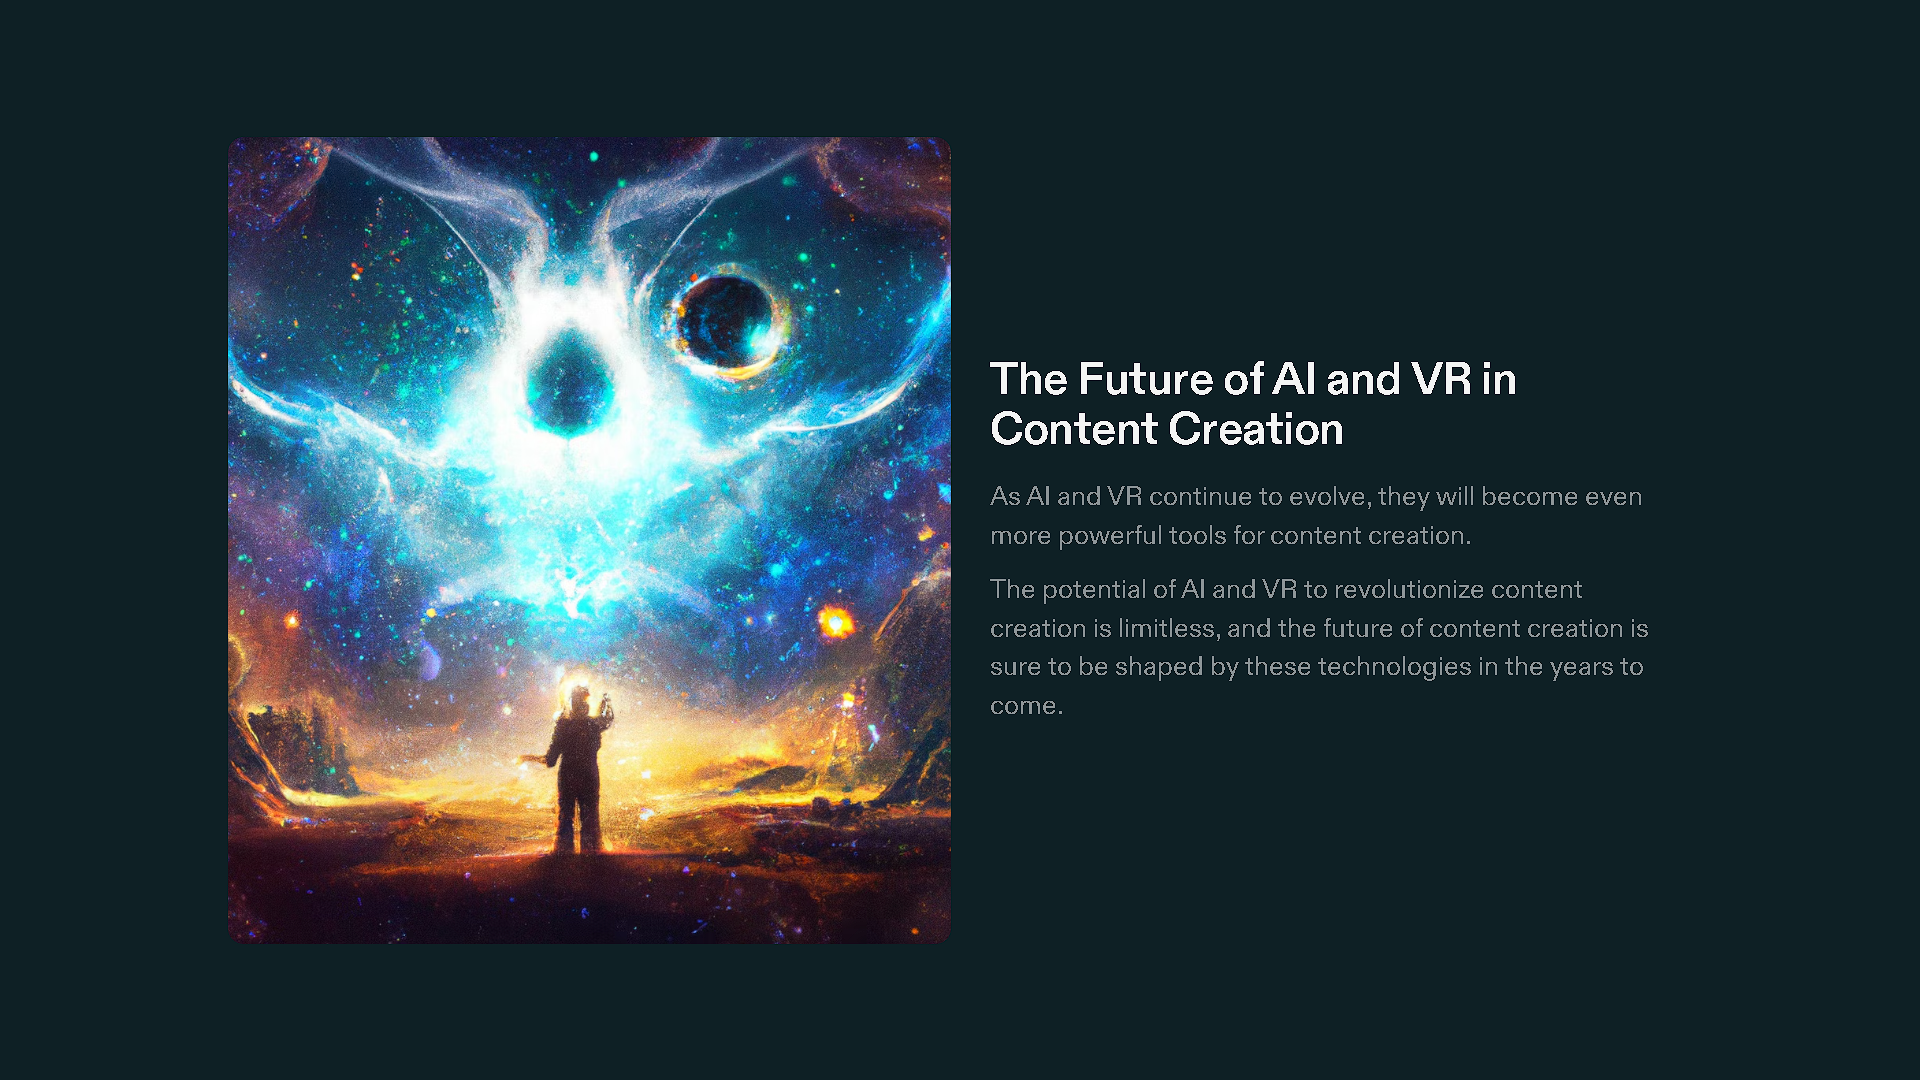 The Future of AI and VR in
Content Creation
As AI and VR continue to evolve, they will become even
more powerful tools for content creation.
The potential of AI and VR to revolutionize content
creation is limitless, and the future of content creation is
sure to be shaped by these technologies in the years to
come.